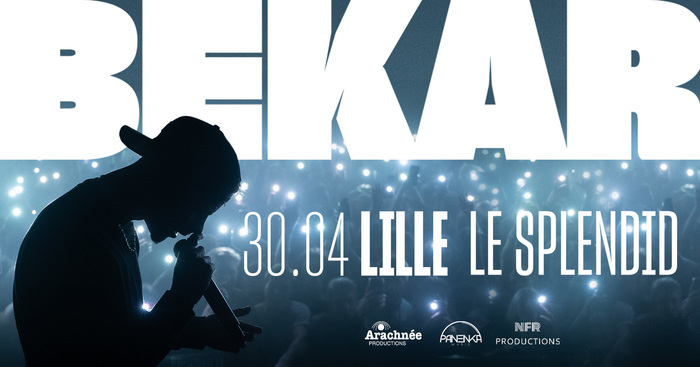 BEKAR
30.04 LILLE LE SPLENDID
Arachnée
PRODUCTIONS
PANENKA
NFR
PRODUCTIONS